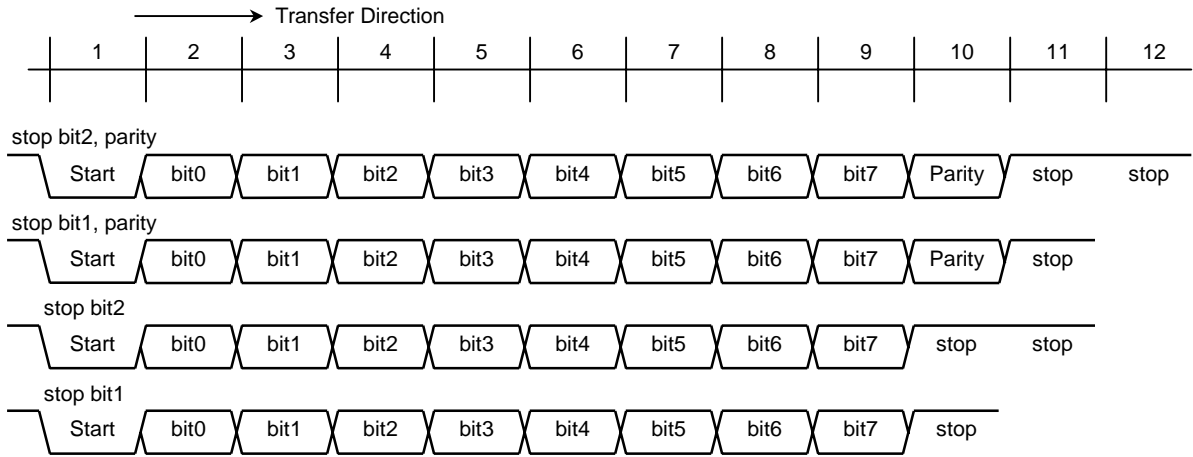 Transfer Direction
1 2 3 4 5 6 7 8 9 10 11 12
stop bit2, parity
Start bit0 bit1 bit2 bit3 bit4 bit5 bit6 bit7 Parity stop stop
stop bit1, parity
Start bit0 bit1 bit2 bit3 bit4 bit5 bit6 bit7 Parity stop
stop bit2
Start bit0 bit1 bit2 bit3 bit4 bit5 bit6 bit7 stop stop
stop bit1
Start bit0 bit1 bit2 bit3 bit4 bit5 bit6 bit7 stop